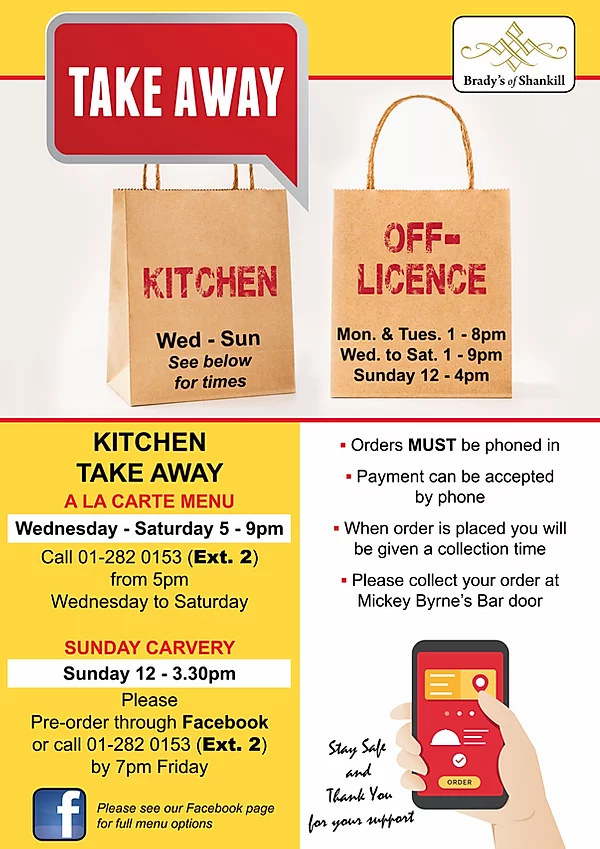 TAKE AWAY
Brady's of Shankill
KITCHEN
Wed - Sun
See below
for times
OFF-
LICENCE
Mon. & Tues. 1 - 8pm
Wed. to Sat. 1 - 9pm
Sunday 12 - 4pm
KITCHEN
TAKE AWAY
A LA CARTE MENU
Wednesday - Saturday 5 - 9pm
Call 01-282 0153 (Ext. 2)
from 5pm
Wednesday to Saturday
SUNDAY CARVERY
Sunday 12 - 3.30pm
Please
Pre-order through Facebook
or call 01-282 0153 (Ext. 2)
by 7pm Friday
f
Please see our Facebook page
for full menu options
▪ Orders MUST be phoned in
▪ Payment can be accepted
by phone
▪ When order is placed you will
be given a collection time
▪ Please collect your order at
Mickey Byrne's Bar door
Stay Safe
and
Thank You
for your support
ORDER